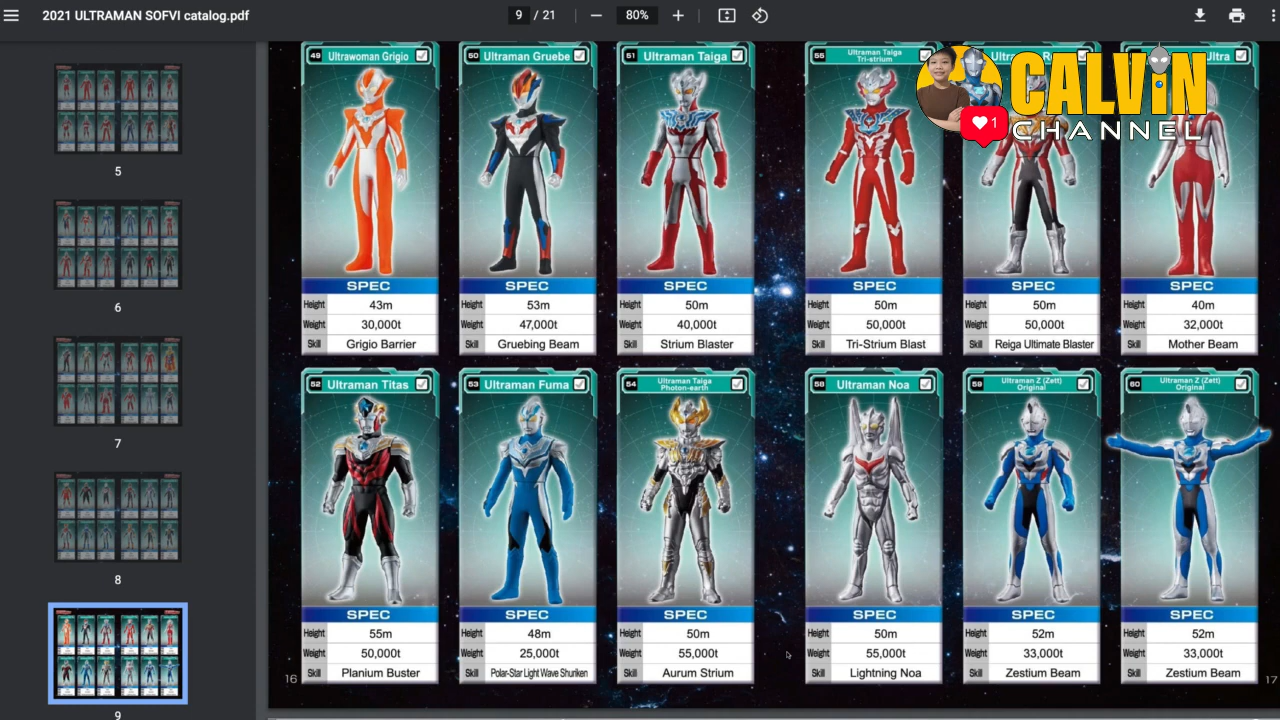 2021 ULTRAMAN SOFVI catalog.pdf
9 / 21
80%
5
6
7
8
9
49 Ultrawoman Grigio
SPEC
Height 43m
Weight 30,000t
Skill Grigio Barrier
50 Ultraman Gruebe
SPEC
Height 53m
Weight 47,000t
Skill Gruebing Beam
51 Ultraman Taiga
SPEC
Height 50m
Weight 40,000t
Skill Strium Blaster
55 Ultraman Taiga
Tri-strium
SPEC
Height 50m
Weight 50,000t
Skill Tri-Strium Blast
SPEC
Height 50m
Weight 50,000t
Skill Reiga Ultimate Blaster
Ultra
SPEC
Height 40m
Weight 32,000t
Skill Mother Beam
CALVIN
CHANNEL
1
52 Ultraman Titas
SPEC
Height 55m
Weight 50,000t
Skill Planium Buster
53 Ultraman Fuma
SPEC
Height 48m
Weight 25,000t
Skill Polar-Star Light Wave Shuriken
54 Ultraman Taiga
Photon-earth
SPEC
Height 50m
Weight 55,000t
Skill Aurum Strium
58 Ultraman Noa
SPEC
Height 50m
Weight 55,000t
Skill Lightning Noa
59 Ultraman Z (Zett)
Original
SPEC
Height 52m
Weight 33,000t
Skill Zestium Beam
60 Ultraman Z (Zett)
Original
SPEC
Height 52m
Weight 33,000t
Skill Zestium Beam
16
17